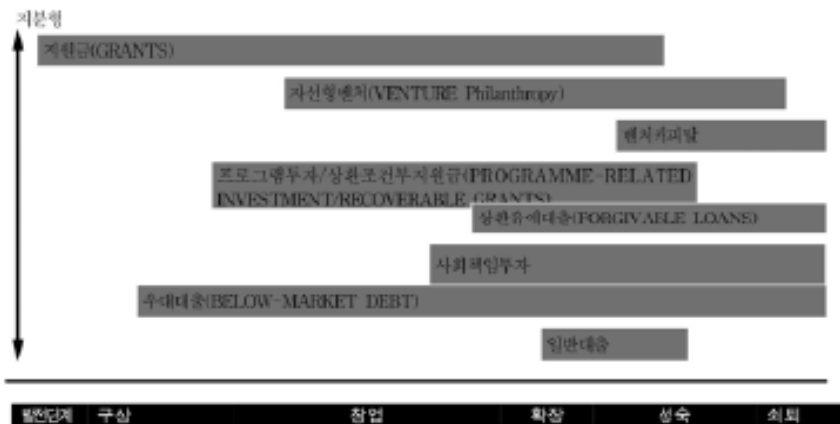 지분형
지원금(GRANTS)
자선형벤처(VENTURE Philanthropy)
벤처캐피탈
프로그램투자/상환조건부지원금(PROGRAMME-RELATED
INVESTMENT/RECOVERABLE GRANTS)
상환유예대출(FORGIVABLE LOANS)
사회책임투자
우대대출(BELOW-MARKET DEBT)
일반대출
발전단계 구상 창업 확장 성숙 쇠퇴